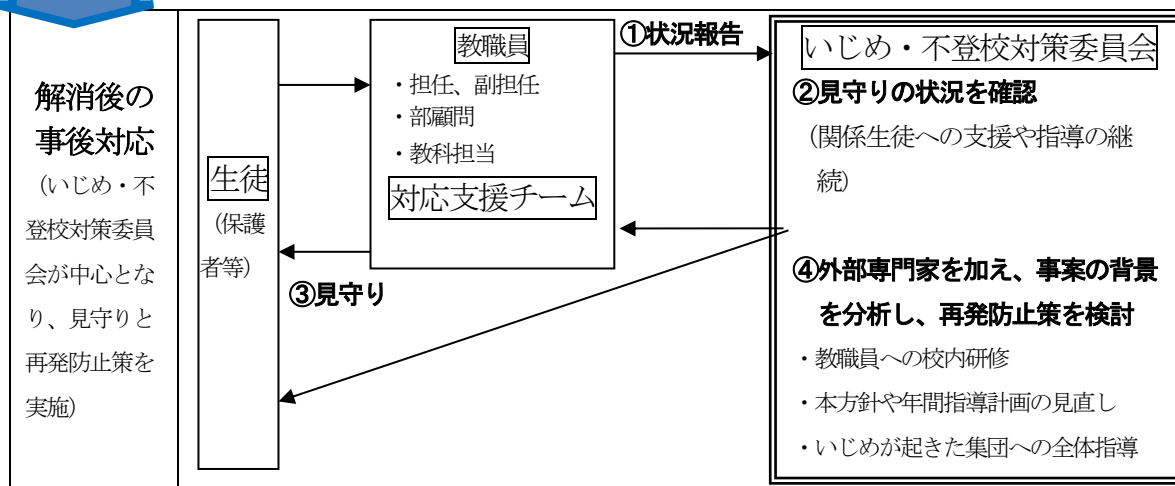 解消後の
事後対応
(いじめ・不
登校対策委員
会が中心とな
り、見守りと
再発防止策を
実施)
生徒
(保護
者等)
教職員
・担任、副担任
・部顧問
・教科担当
対応支援チーム
①状況報告
③見守り
いじめ・不登校対策委員会
②見守りの状況を確認
(関係生徒への支援や指導の継
続)
④外部専門家を加え、事案の背景
を分析し、再発防止策を検討
・教職員への校内研修
・本方針や年間指導計画の見直し
・いじめが起きた集団への全体指導